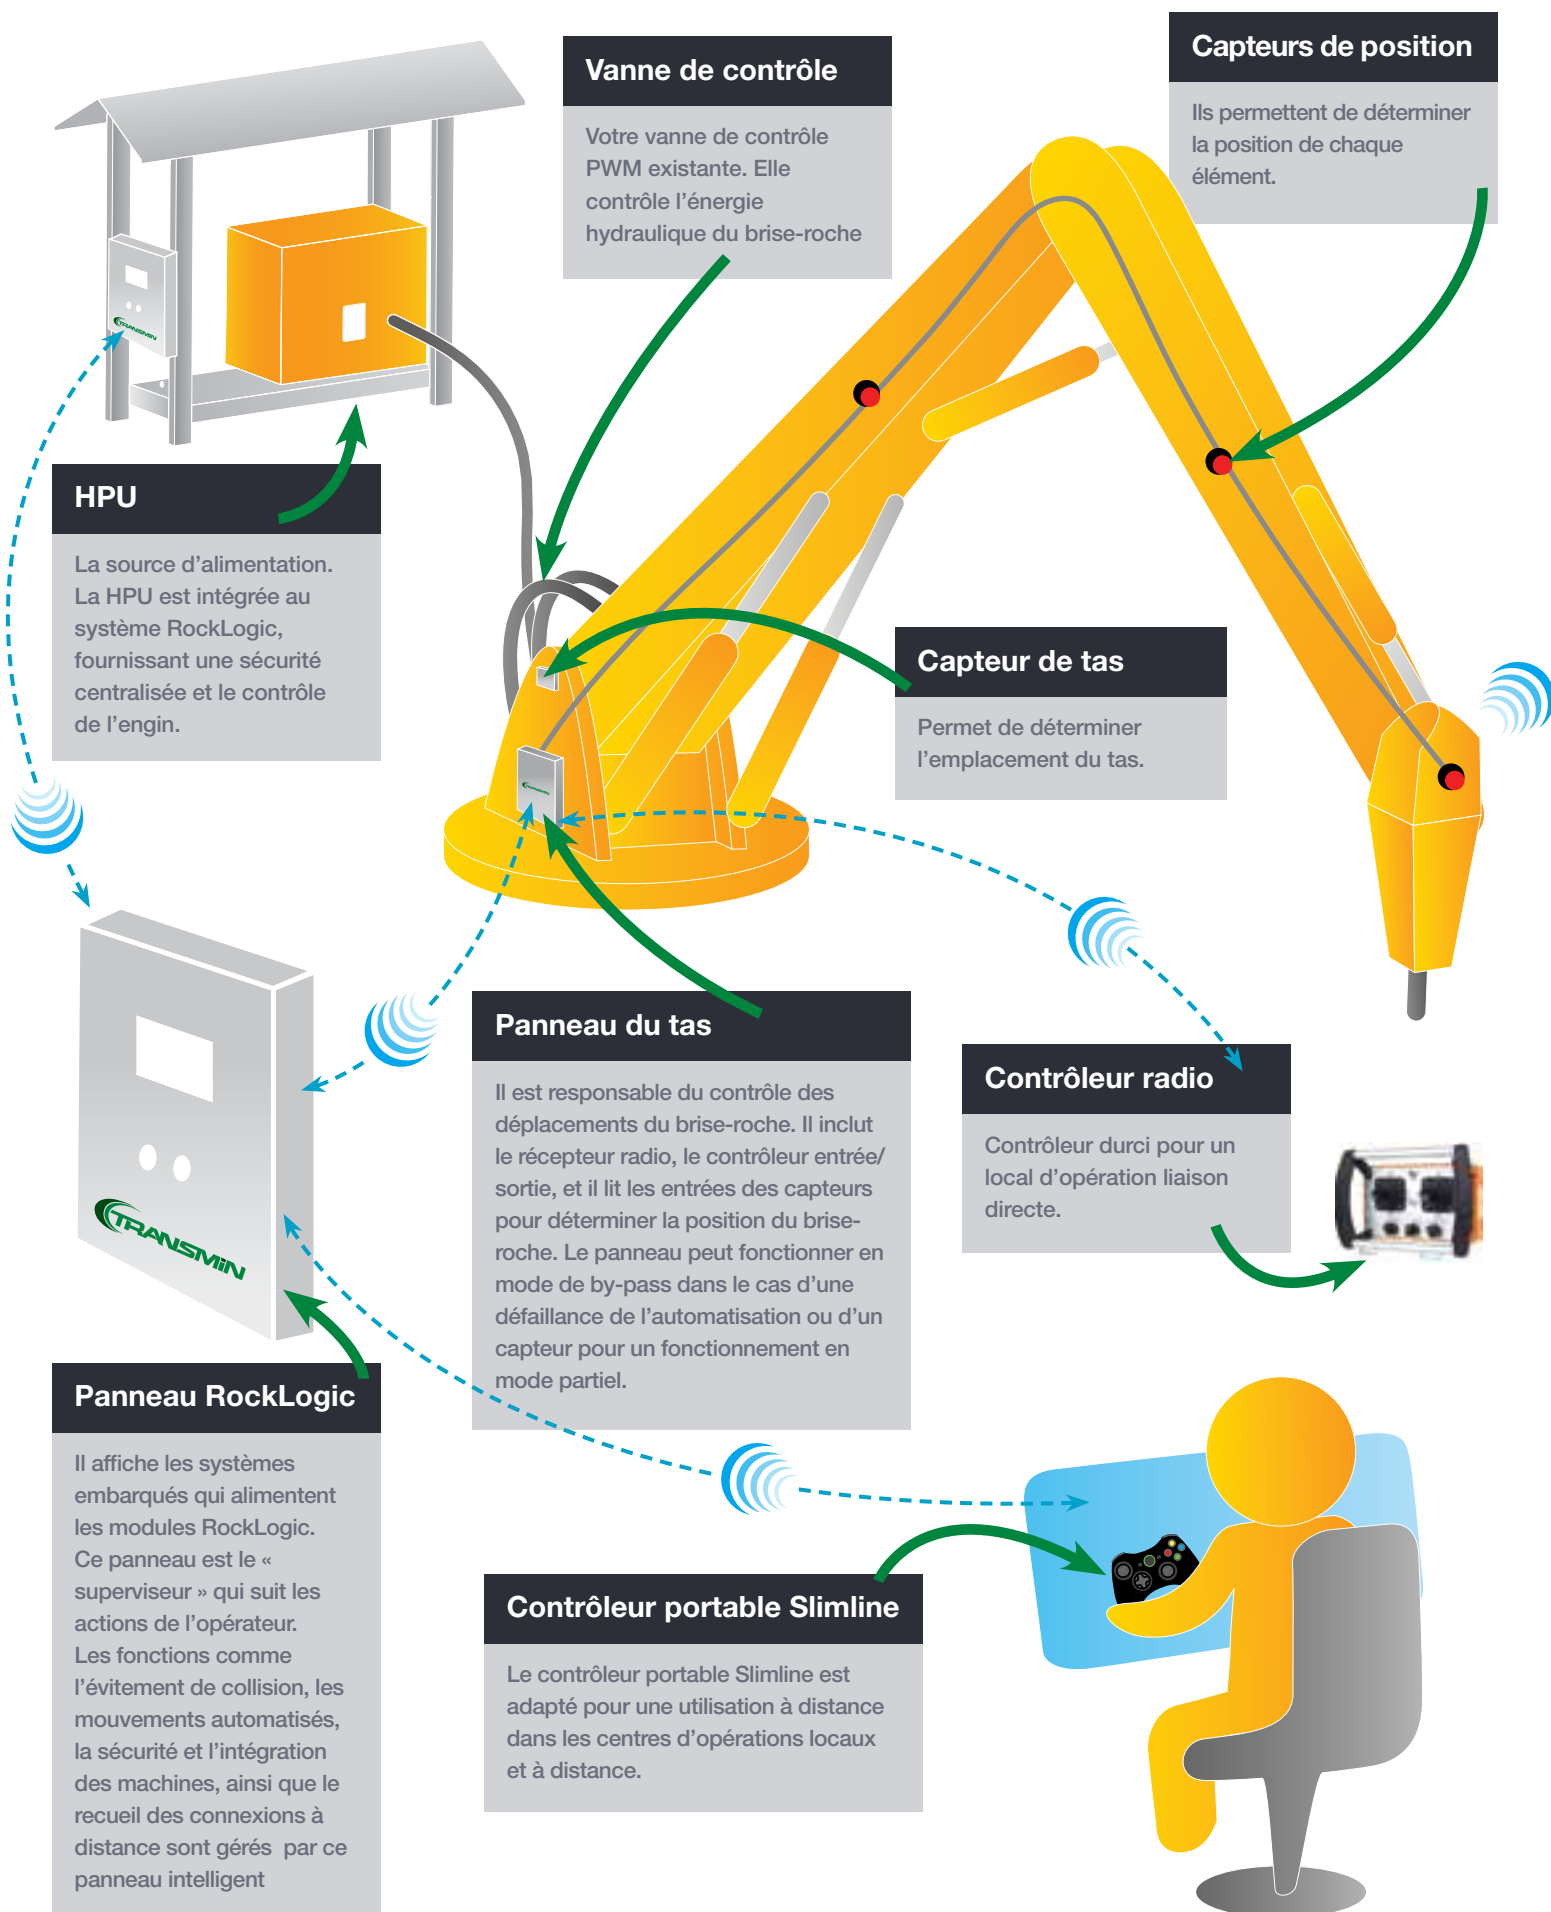 Vanne de contrôle
Votre vanne de contrôle
PWM existante. Elle
contrôle l’énergie
hydraulique du brise-roche
Capteurs de position
Ils permettent de déterminer
la position de chaque
élément.
TRANSMIN
HPU
La source d’alimentation.
La HPU est intégrée au
système RockLogic,
fournissant une sécurité
centralisée et le contrôle
de l’engin.
Capteur de tas
Permet de déterminer
l’emplacement du tas.
TRANSMIN
Panneau du tas
Il est responsable du contrôle des
déplacements du brise-roche. Il inclut
le récepteur radio, le contrôleur entrée/
sortie, et il lit les entrées des capteurs
pour déterminer la position du brise-
roche. Le panneau peut fonctionner en
mode de by-pass dans le cas d’une
défaillance de l’automatisation ou d’un
capteur pour un fonctionnement en
mode partiel.
Contrôleur radio
Contrôleur durci pour un
local d’opération liaison
directe.
TRANSMIN
Panneau RockLogic
Il affiche les systèmes
embarqués qui alimentent
les modules RockLogic.
Ce panneau est le «
superviseur » qui suit les
actions de l’opérateur.
Les fonctions comme
l’évitement de collision, les
mouvements automatisés,
la sécurité et l’intégration
des machines, ainsi que le
recueil des connexions à
distance sont gérés  par ce
panneau intelligent
Contrôleur portable Slimline
Le contrôleur portable Slimline est
adapté pour une utilisation à distance
dans les centres d’opérations locaux
et à distance.